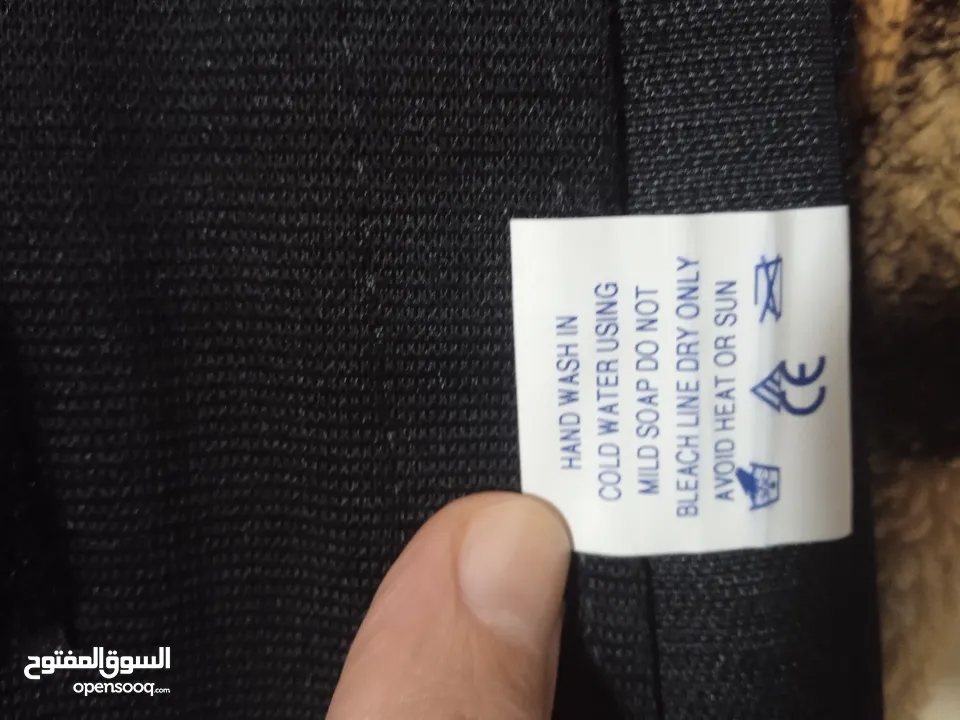 HAND WASH IN
COLD WATER USING
MILD SOAP DO NOT
BLEACH LINE DRY ONLY
AVOID HEAT OR SUN
CE
السوق المفتوح
opensooq.com